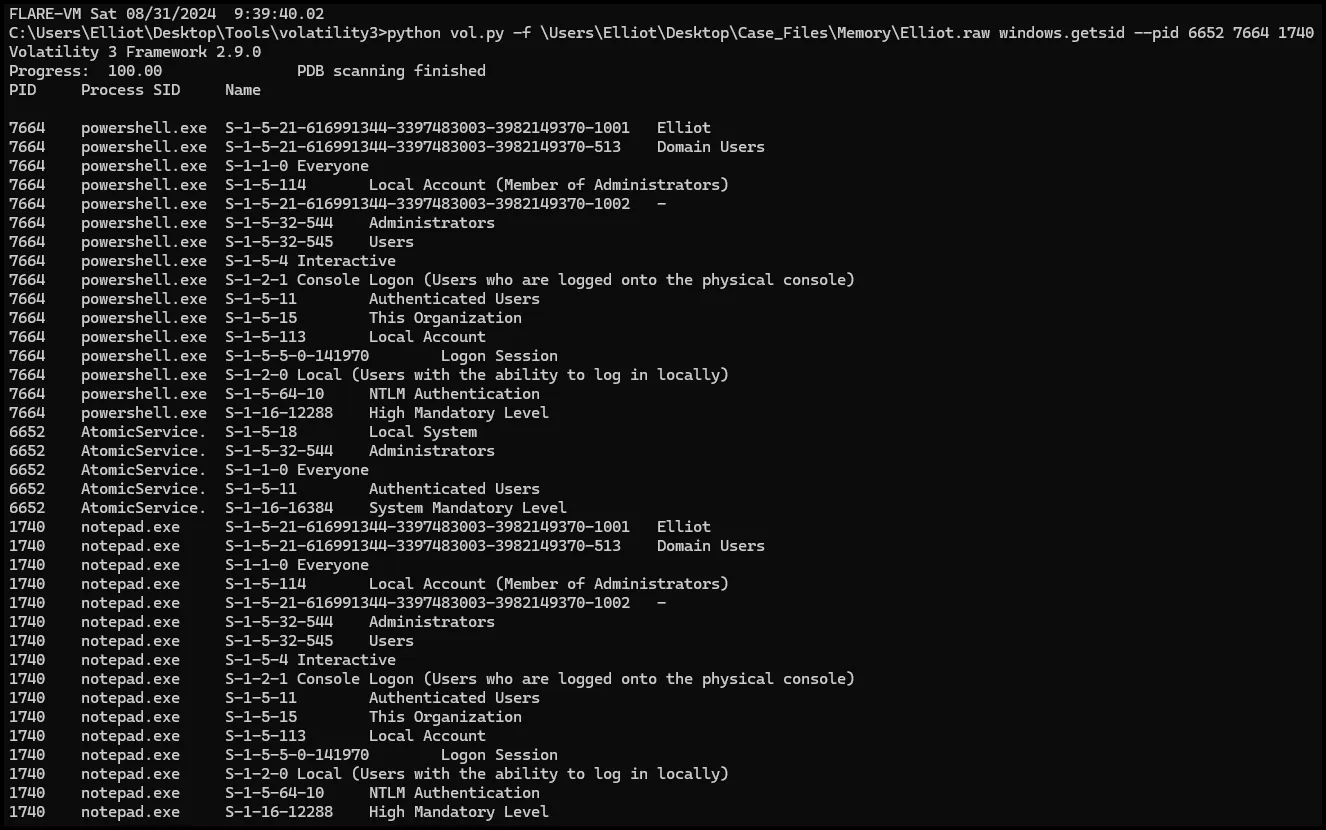 FLARE-VM Sat 08/31/2024  9:39:40.02
C:\Users\Elliot\Desktop\Tools\volatility3>python vol.py -f \Users\Elliot\Desktop\Case_Files\Memory\Elliot.raw windows.getsid --pid 6652 7664 1740
Volatility 3 Framework 2.9.0
Progress:  100.00               PDB scanning finished
PID     Process SID     Name
7664    powershell.exe  S-1-5-21-616991344-3397483003-3982149370-1001   Elliot
7664    powershell.exe  S-1-5-21-616991344-3397483003-3982149370-513    Domain Users
7664    powershell.exe  S-1-1-0 Everyone
7664    powershell.exe  S-1-5-114       Local Account (Member of Administrators)
7664    powershell.exe  S-1-5-21-616991344-3397483003-3982149370-1002   -
7664    powershell.exe  S-1-5-32-544    Administrators
7664    powershell.exe  S-1-5-32-545    Users
7664    powershell.exe  S-1-5-4 Interactive
7664    powershell.exe  S-1-2-1 Console Logon (Users who are logged onto the physical console)
7664    powershell.exe  S-1-5-11        Authenticated Users
7664    powershell.exe  S-1-5-15        This Organization
7664    powershell.exe  S-1-5-113       Local Account
7664    powershell.exe  S-1-5-5-0-141970        Logon Session
7664    powershell.exe  S-1-2-0 Local (Users with the ability to log in locally)
7664    powershell.exe  S-1-5-64-10     NTLM Authentication
7664    powershell.exe  S-1-16-12288    High Mandatory Level
6652    AtomicService.  S-1-5-18        Local System
6652    AtomicService.  S-1-5-32-544    Administrators
6652    AtomicService.  S-1-1-0 Everyone
6652    AtomicService.  S-1-5-11        Authenticated Users
6652    AtomicService.  S-1-16-16384    System Mandatory Level
1740    notepad.exe     S-1-5-21-616991344-3397483003-3982149370-1001   Elliot
1740    notepad.exe     S-1-5-21-616991344-3397483003-3982149370-513    Domain Users
1740    notepad.exe     S-1-1-0 Everyone
1740    notepad.exe     S-1-5-114       Local Account (Member of Administrators)
1740    notepad.exe     S-1-5-21-616991344-3397483003-3982149370-1002   -
1740    notepad.exe     S-1-5-32-544    Administrators
1740    notepad.exe     S-1-5-32-545    Users
1740    notepad.exe     S-1-5-4 Interactive
1740    notepad.exe     S-1-2-1 Console Logon (Users who are logged onto the physical console)
1740    notepad.exe     S-1-5-11        Authenticated Users
1740    notepad.exe     S-1-5-15        This Organization
1740    notepad.exe     S-1-5-113       Local Account
1740    notepad.exe     S-1-5-5-0-141970        Logon Session
1740    notepad.exe     S-1-2-0 Local (Users with the ability to log in locally)
1740    notepad.exe     S-1-5-64-10     NTLM Authentication
1740    notepad.exe     S-1-16-12288    High Mandatory Level